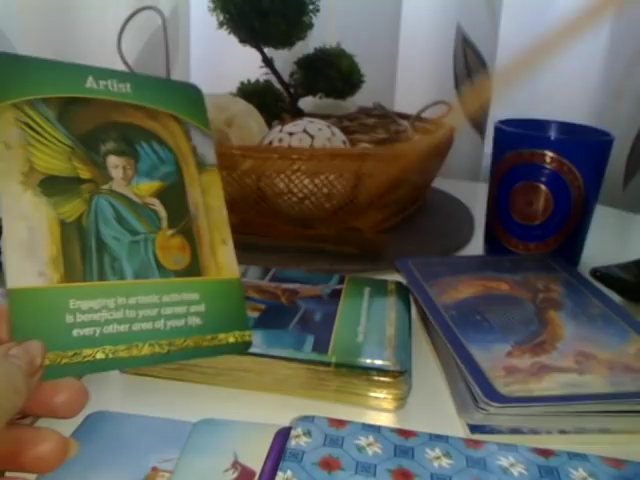 Artist
Engaging in artistic activities
is beneficial to your career and
every other area of your life.